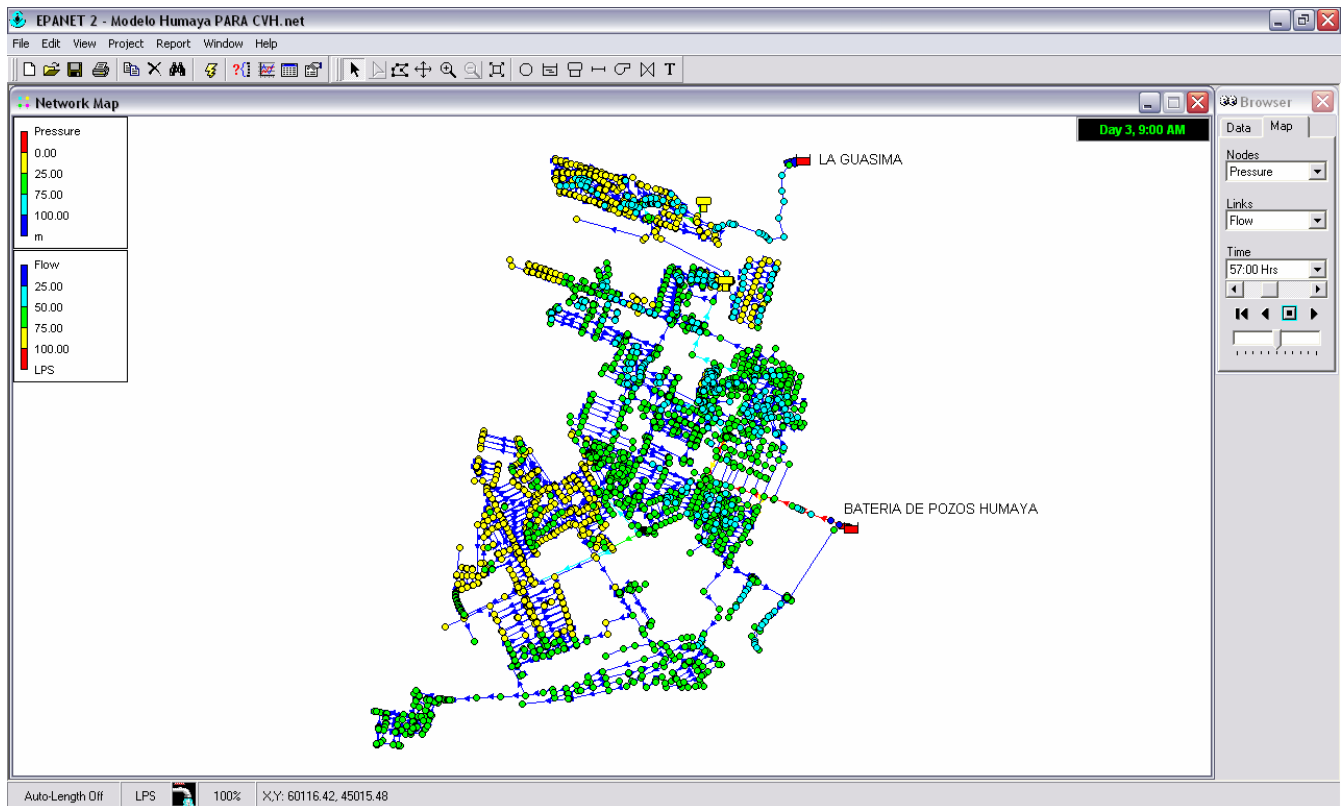 EPANET 2 - Modelo Humaya PARA CVH.net
File Edit View Project Report Window Help
T
Network Map
Pressure
0.00
25.00
75.00
100.00
m
Flow
25.00
50.00
75.00
100.00
LPS
Day 3, 9:00 AM
LA GUASIMA
BATERIA DE POZOS HUMAYA
Browser
Data Map
Nodes
Pressure
Links
Flow
Time
57:00 Hrs
Auto-Length Off LPS 100% X,Y: 60116.42, 45015.48